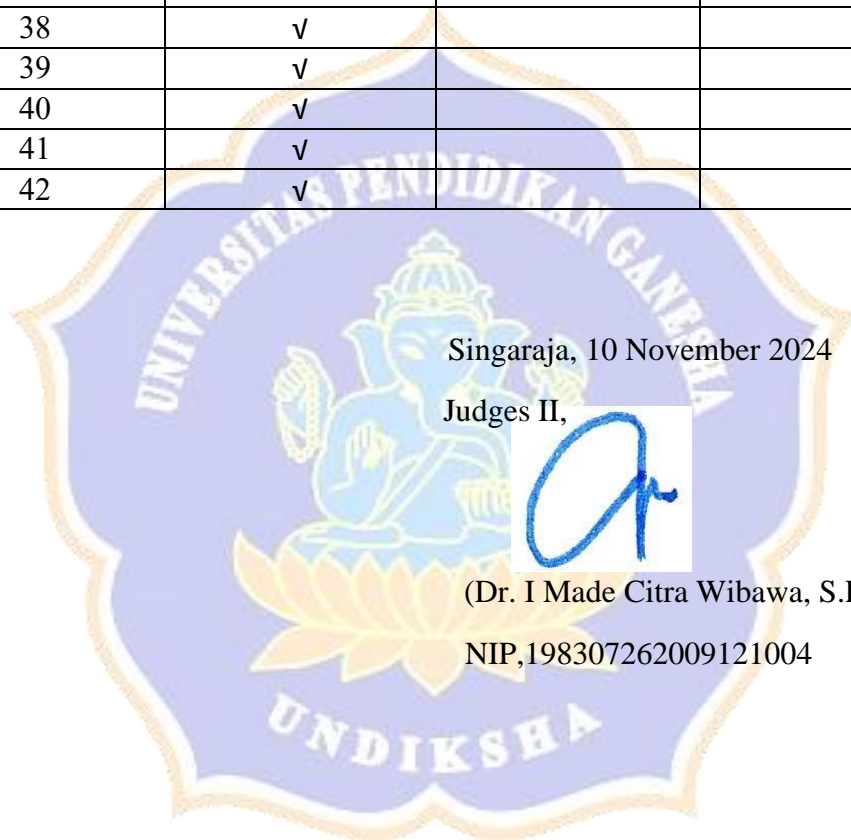 38 √
39 √
40 √
41 √
42 √
UNIVERSITAS PENDIDIKAN GANESHA
Singaraja, 10 November 2024
Judges II,
(Dr. I Made Citra Wibawa,
NIP,198307262009121004
UNDIKSHA